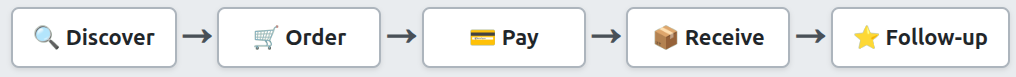 🔍 Discover → 🛒 Order → 💳 Pay → 📦 Receive → ⭐ Follow-up